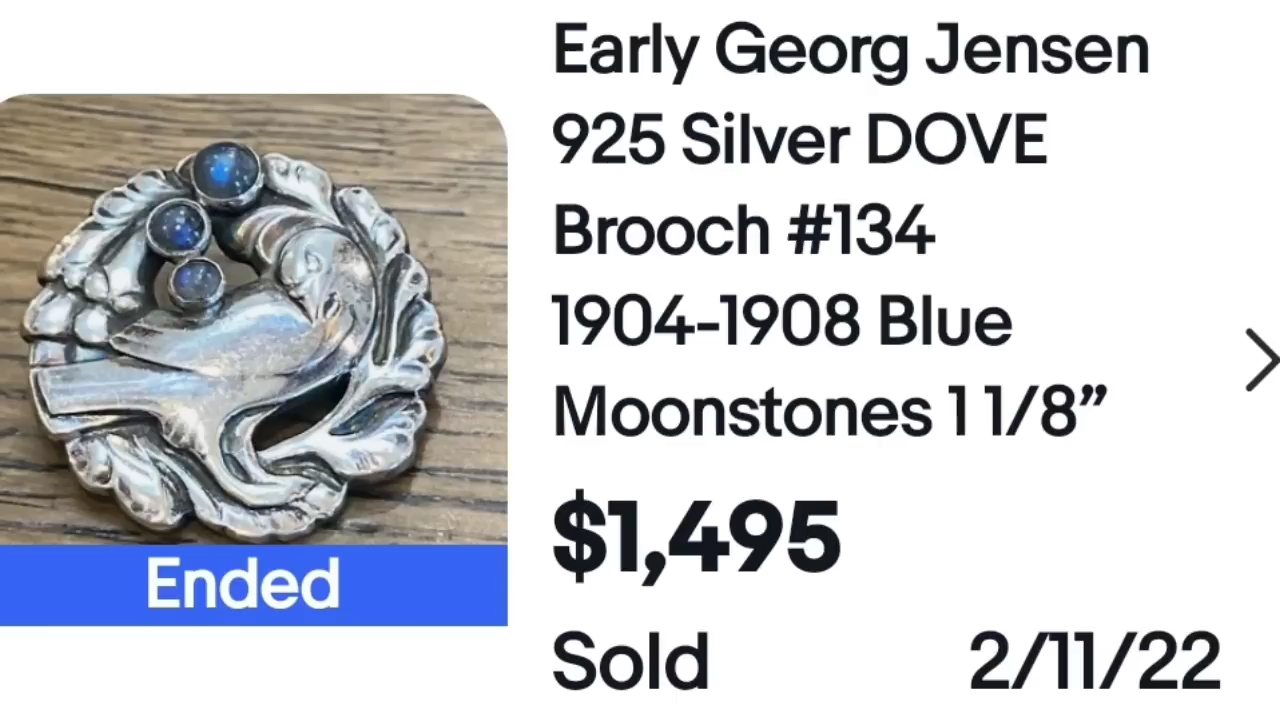 Early Georg Jensen
925 Silver DOVE
Brooch #134
1904-1908 Blue
Moonstones 1 1/8”
$1,495
Ended
Sold 2/11/22